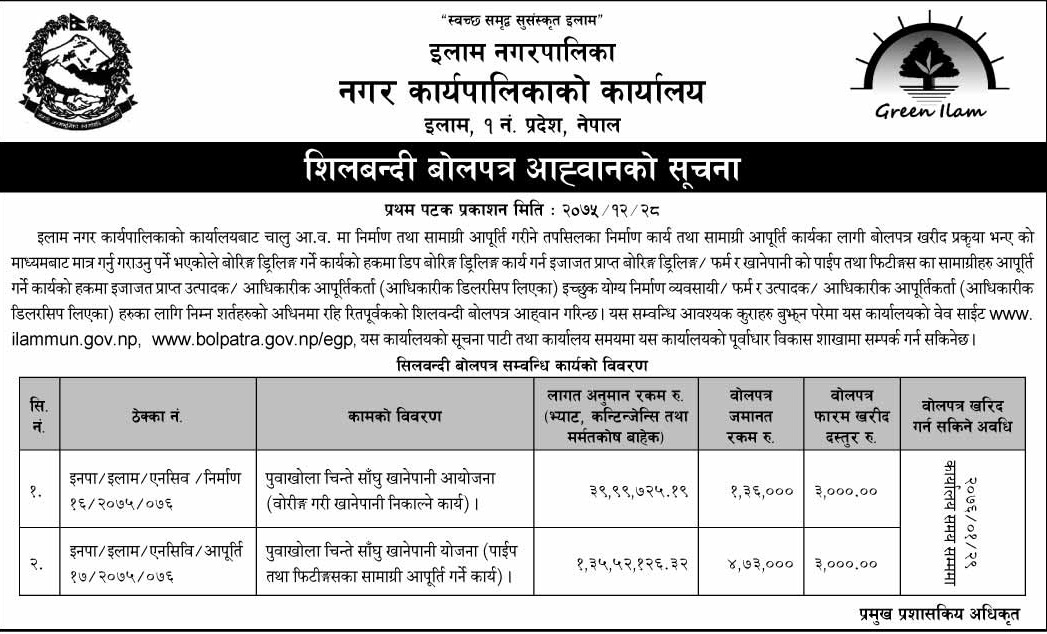 “स्वच्छ समृद्व सुसंस्कृत इलाम”
इलाम नगरपालिका
नगर कार्यपालिकाको कार्यालय
इलाम, १ नं. प्रदेश, नेपाल
Green Ilam
शिलबन्दी बोलपत्र आह्वानको सूचना
प्रथम पटक प्रकाशन मिति : २०७५/१२/२८
इलाम नगर कार्यपालिकाको कार्यालयबाट चालु आ.व. मा निर्माण तथा सामाग्री आपूर्ति गरीने तपसिलका निर्माण कार्य तथा सामाग्री आपूर्ति कार्यका लागी बोलपत्र खरीद प्रकृया भन्ए को
माध्यमबाट मात्र गर्नु गराउनु पर्ने भएकोले बोरिङ ड्रिलिङ गर्ने कार्यको हकमा डिप बोरिङ ड्रिलिङ कार्य गर्न इजाजत प्राप्त बोरिङ ड्रिलिङ/ फर्म र खानेपानी को पाईप तथा फिटीङस का सामाग्रीहरु आपूर्ति
गर्ने कार्यको हकमा इजाजत प्राप्त उत्पादक/ आधिकारीक आपूर्तिकर्ता (आधिकारीक डिलरसिप लिएका) इच्छुक योग्य निर्माण व्यवसायी/ फर्म र उत्पादक/ आधिकारीक आपूर्तिकर्ता (आधिकारीक
डिलरसिप लिएका) हरुका लागि निम्न शर्तहरुको अधिनमा रहि रितपूर्वकको शिलवन्दी बोलपत्र आह्वान गरिन्छ। यस सम्वन्धि आवश्यक कुराहरु बुझ्न परेमा यस कार्यालयको वेव साईट www.
ilammun.gov.np, www.bolpatra.gov.np/egp, यस कार्यालयको सूचना पाटी तथा कार्यालय समयमा यस कार्यालयको पूर्वाधार विकास शाखामा सम्पर्क गर्न सकिनेछ।
सिलवन्दी बोलपत्र सम्वन्धि कार्यको विवरण
सि. नं.
ठेक्का नं.
कामको विवरण
लागत अनुमान रकम रु.
(भ्याट, कन्टिन्जेन्सि तथा
मर्मतकोष बाहेक)
बोलपत्र
जमानत
रकम रु.
बोलपत्र
फारम खरीद
दस्तुर रु.
बोलपत्र खरिद
गर्न सकिने अवधि
१.
इनपा/इलाम/एनसिव /निर्माण
१६/२०७५/०७६
पुवाखोला चिन्ते साँघु खानेपानी आयोजना
(वोरीङ गरी खानेपानी निकाल्ने कार्य)।
३९,९९,७२५.१९
१,३६,०००
३,०००.००
२०७६/०१/२९
कार्यालय समय सममा
२.
इनपा/इलाम/एनसिवि/आपूर्ति
१७/२०७५/०७६
पुवाखोला चिन्ते साँघु खानेपानी योजना (पाईप
तथा फिटीङसका सामाग्री आपूर्ति गर्ने कार्य)।
१,३५,५२,१२६.३२
४,७३,०००
३,०००.००
प्रमुख प्रशासकिय अधिकृत